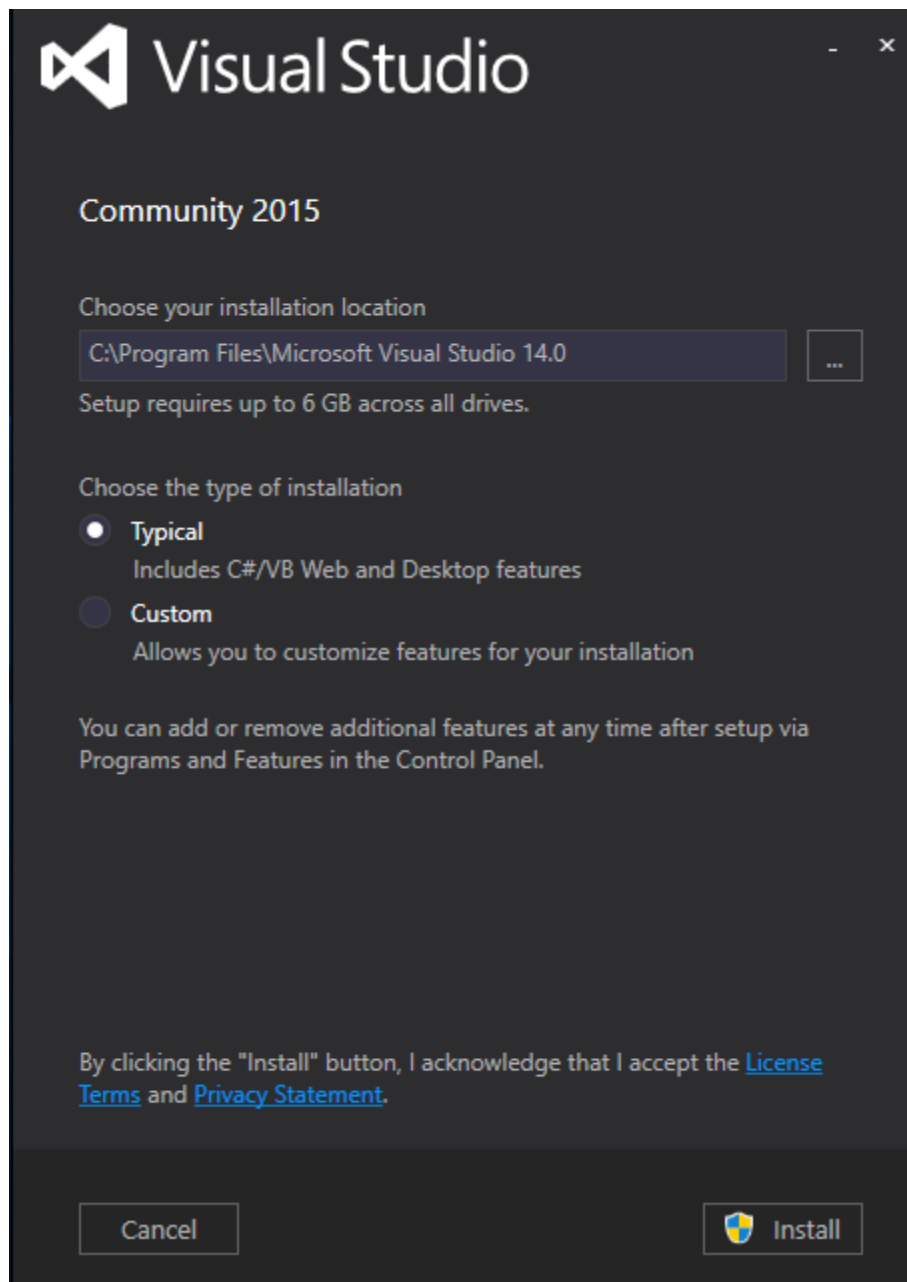 Visual Studio
Community 2015
Choose your installation location
C:\Program Files\Microsoft Visual Studio 14.0
...
Setup requires up to 6 GB across all drives.
Choose the type of installation
Typical
Includes C#/VB Web and Desktop features
Custom
Allows you to customize features for your installation
You can add or remove additional features at any time after setup via
Programs and Features in the Control Panel.
By clicking the "Install" button, I acknowledge that I accept the License
Terms and Privacy Statement.
Cancel
Install